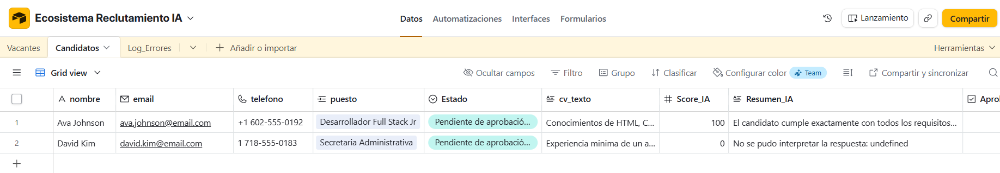 Ecosistema Reclutamiento IA
Datos Automatizaciones Interfaces Formularios
Lanzamiento
Compartir
Vacantes Candidatos Log_Errores Añadir o importar Herramientas
Grid view Ocultar campos Filtro Grupo Clasificar Configurar color Team Compartir y sincronizar
nombre email telefono puesto Estado cv_texto Score_IA Resumen_IA Aprol
1 Ava Johnson ava.johnson@email.com +1 602-555-0192 Desarrollador Full Stack Jr Pendiente de aprobació... Conocimientos de HTML, C... 100 El candidato cumple exactamente con todos los requisitos...
2 David Kim david.kim@email.com 1 718-555-0183 Secretaria Administrativa Pendiente de aprobació... Experiencia minima de un a... 0 No se pudo interpretar la respuesta: undefined